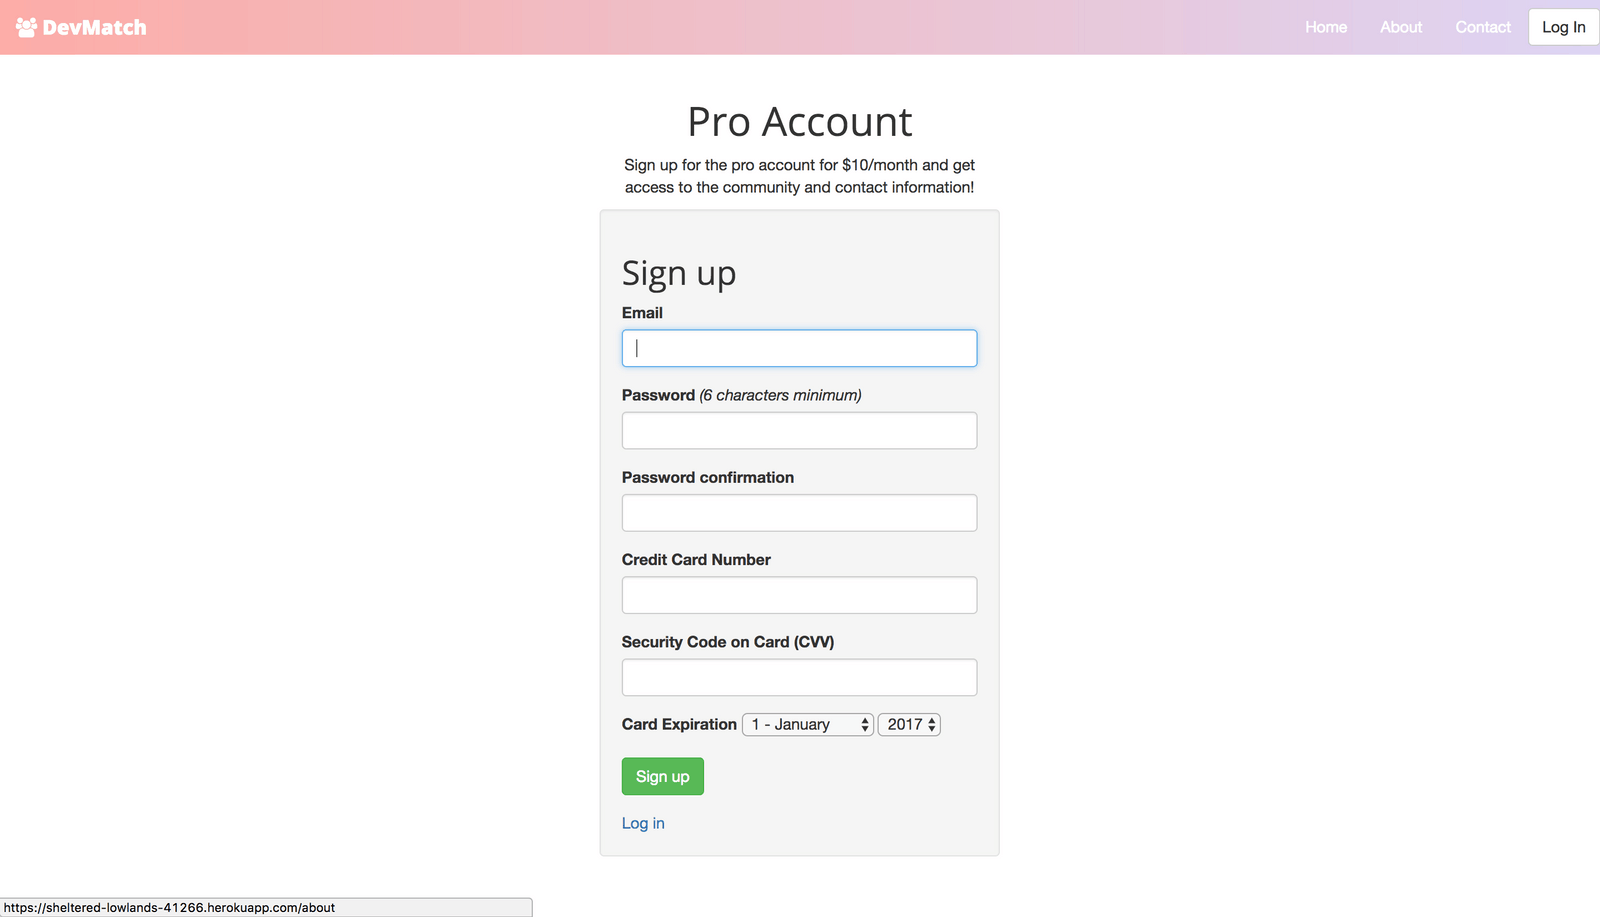 DevMatch
Home About Contact Log In
Pro Account
Sign up for the pro account for $10/month and get
access to the community and contact information!
Sign up
Email
Password (6 characters minimum)
Password confirmation
Credit Card Number
Security Code on Card (CVV)
Card Expiration 1 - January 2017
Sign up
Log in
https://sheltered-lowlands-41266.herokuapp.com/about